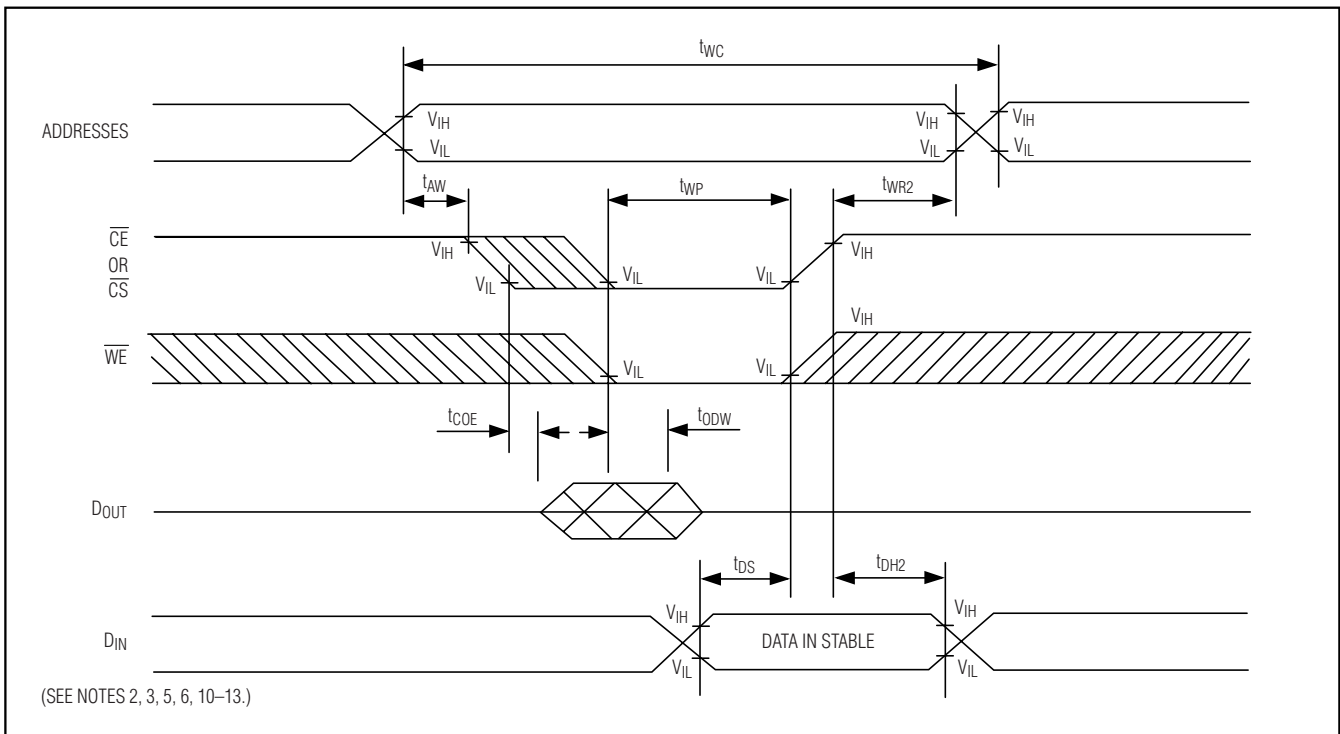 tWC
ADDRESSES
VIH
VIL
VIH
VIL
tAW
tWP
tWR2
CE
OR
CS
VIH
VIL
VIL
VIL
VIH
WE
VIL
VIL
VIH
tCOE
tODW
DOUT
tDS
tDH2
DIN
VIH
VIL
DATA IN STABLE
VIH
VIL
(SEE NOTES 2, 3, 5, 6, 10–13.)